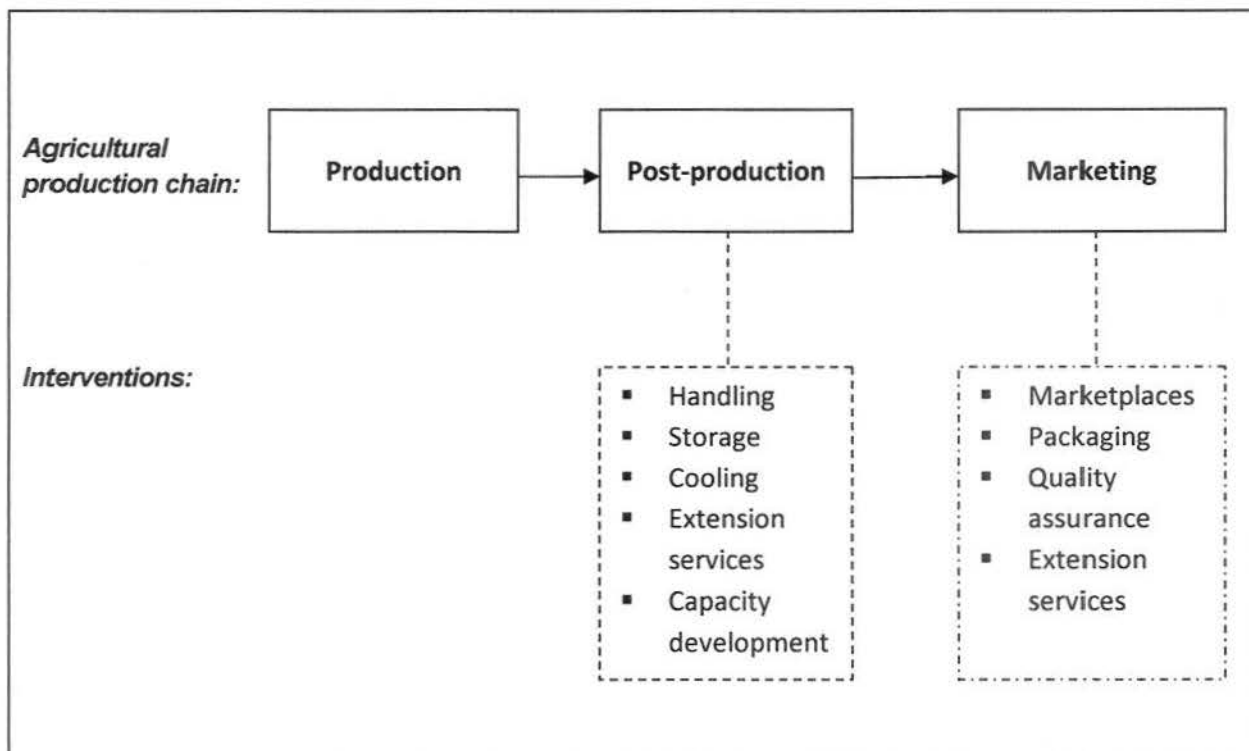 Agricultural
production chain:
Production
Post-production
Marketing
Interventions:
▪ Handling
▪ Storage
▪ Cooling
▪ Extension
services
▪ Capacity
development
▪ Marketplaces
▪ Packaging
▪ Quality
assurance
▪ Extension
services